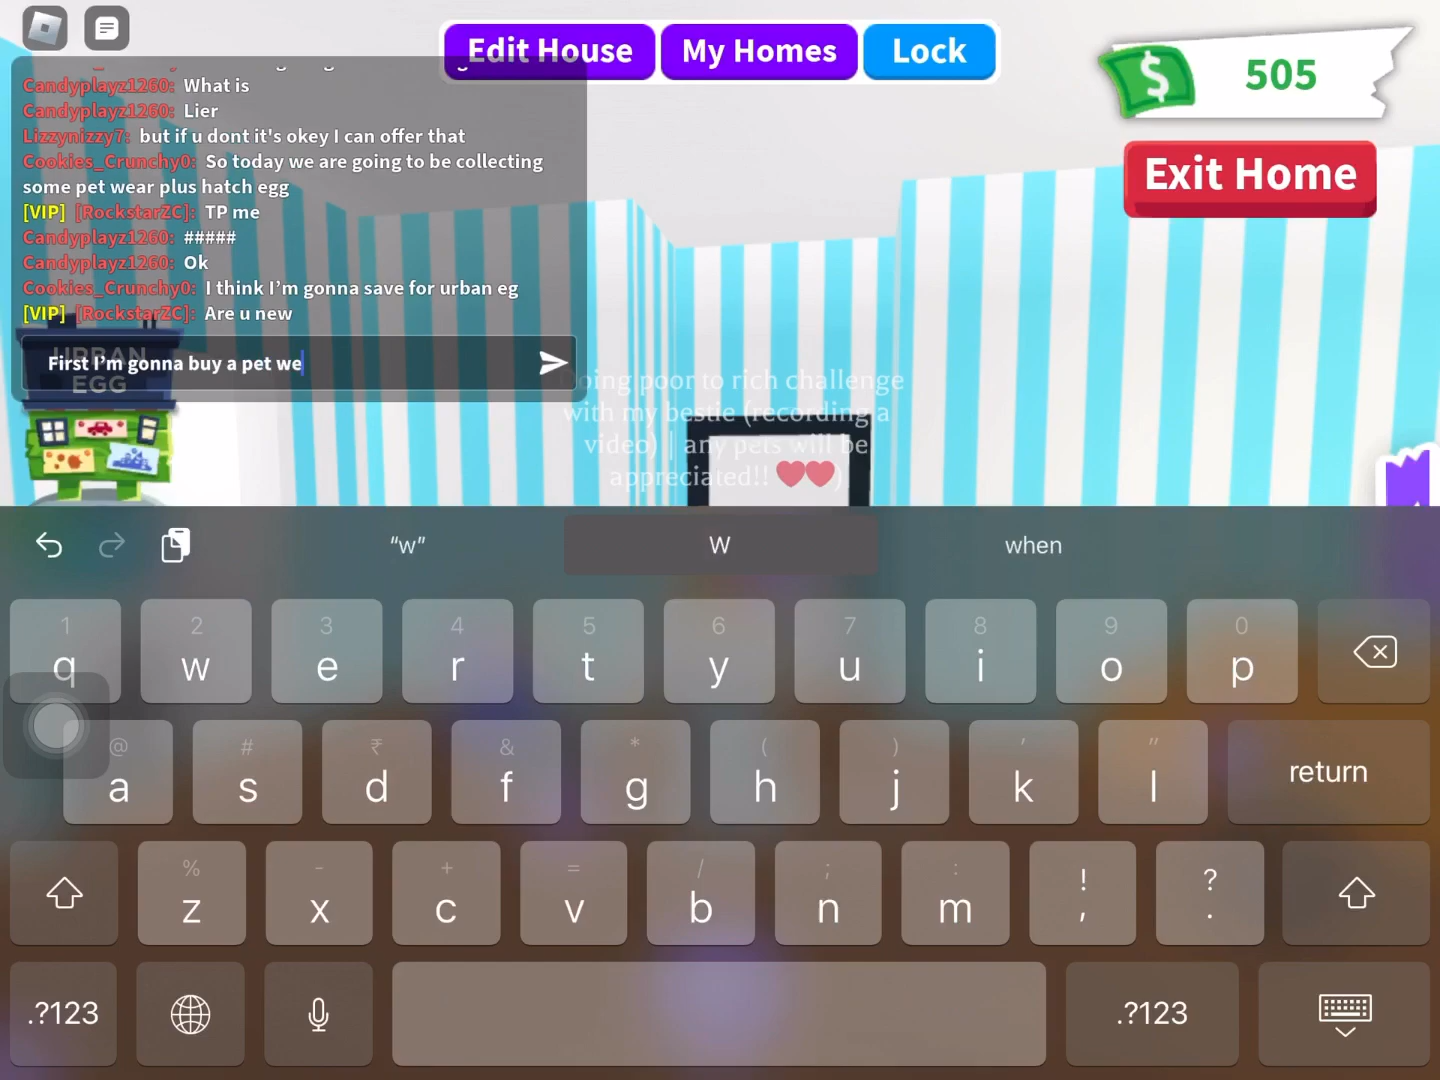 Edit House
My Homes
Lock
505
Exit Home
Candyplayz1260: What is
Candyplayz1260: Lier
Lizzynizzy7: but if u dont it's okey I can offer that
Cookies_Crunchy0: So today we are going to be collecting
some pet wear plus hatch egg
[VIP] [RockstarZC]: TP me
Candyplayz1260: #####
Candyplayz1260: Ok
Cookies_Crunchy0: I think I’m gonna save for urban eg
[VIP] [RockstarZC]: Are u new
First I’m gonna buy a pet we
URBAN
EGG
Doing poor to rich challenge
with my bestie (recording a
video) | any pets will be
appreciated!! ❤❤)
“w”
W
when
1 2 3 4 5 6 7 8 9 0
q w e r t y u i o p
@ # ₹ & * ( ) ' "
a s d f g h j k l return
% - + = / ; : ! ?
z x c v b n m , .
.?123 .?123